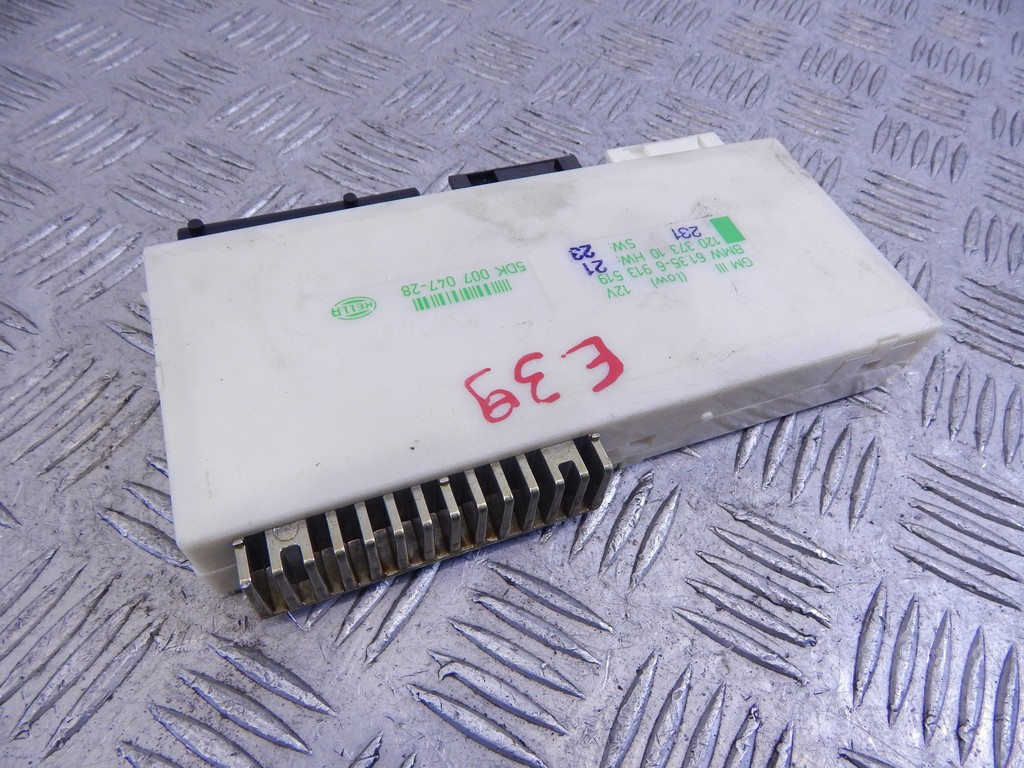 GM III (Low) 12V
BMW 61.35-6 913 519
120 373 10 HW: 21
SW: 23
231
5DK 007 047-28
HELLA
E39